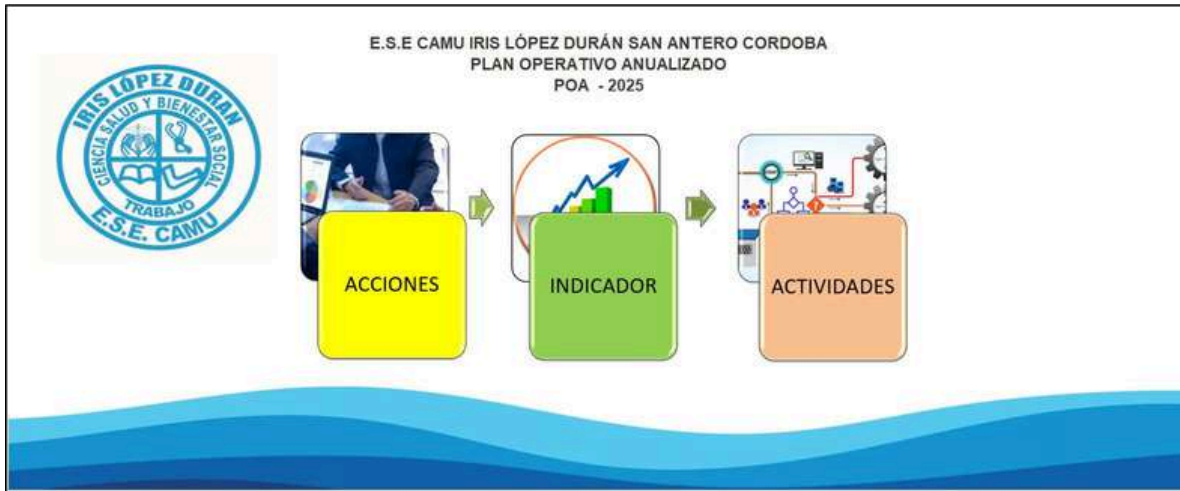 E.S.E CAMU IRIS LÓPEZ DURÁN SAN ANTERO CORDOBA
PLAN OPERATIVO ANUALIZADO
POA - 2025
IRIS LÓPEZ DURAN
CIENCIA SALUD Y BIENESTAR SOCIAL
TRABAJO
E.S.E. CAMU
ACCIONES
INDICADOR
ACTIVIDADES